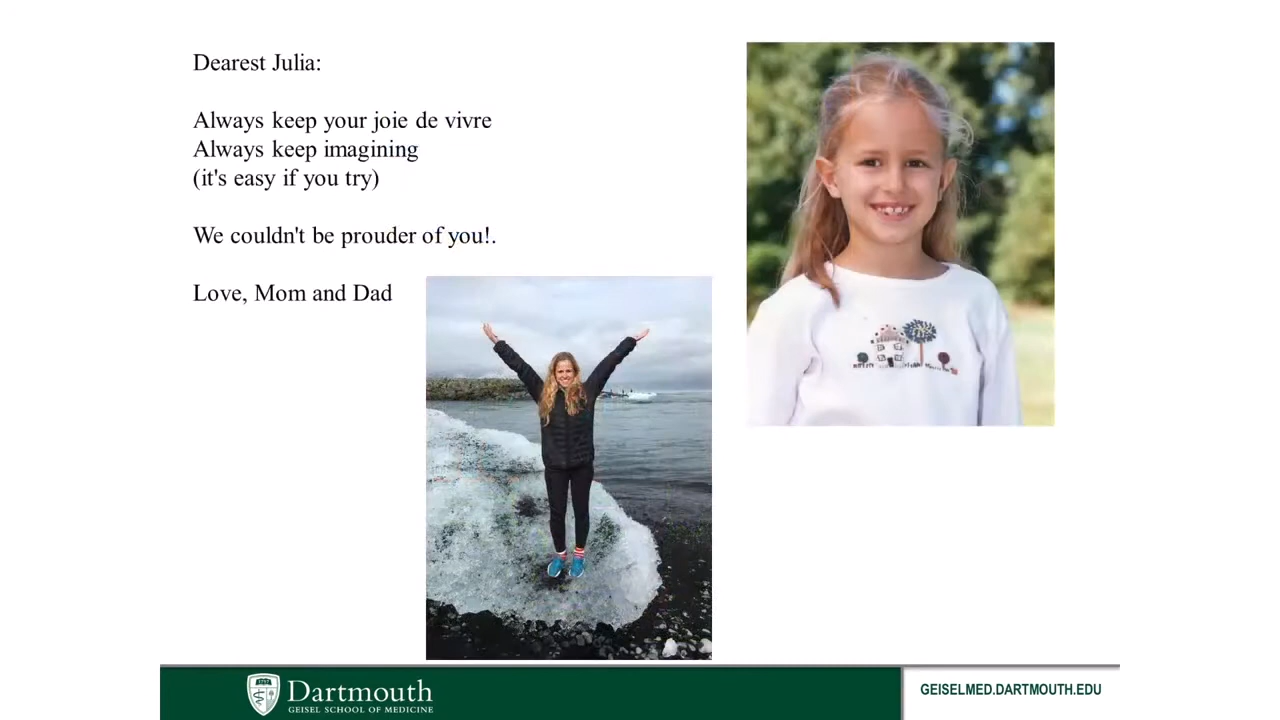 Dearest Julia:
Always keep your joie de vivre
Always keep imagining
(it's easy if you try)
We couldn't be prouder of you!.
Love, Mom and Dad
Dartmouth
GEISEL SCHOOL OF MEDICINE
GEISELMED.DARTMOUTH.EDU